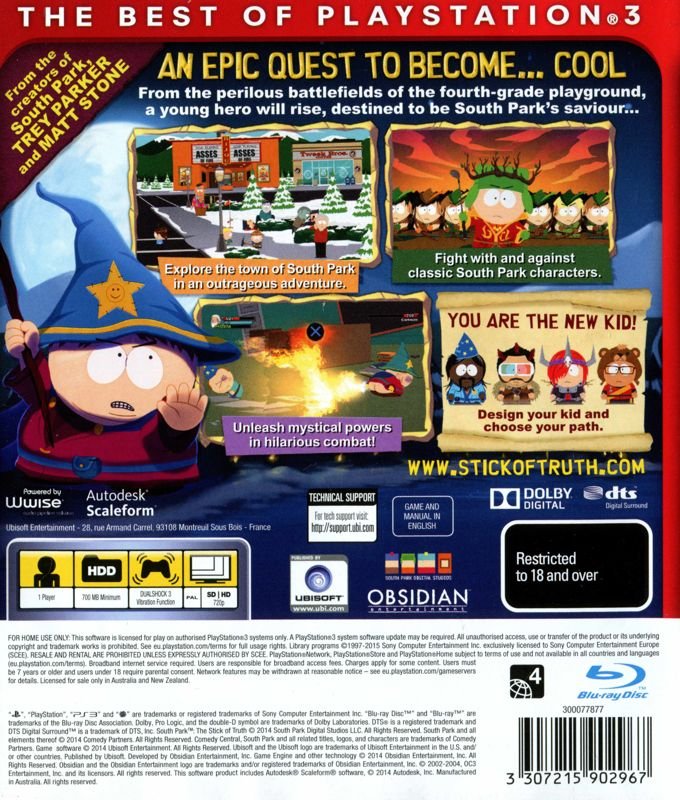 THE BEST OF PLAYSTATION®3
From the
creators of
South Park,
TREY PARKER
and MATT STONE
AN EPIC QUEST TO BECOME... COOL
From the perilous battlefields of the fourth-grade playground,
a young hero will rise, destined to be South Park's saviour...
ASSES
OF FIRE
ASSES
OF FIRE
Tweek Bros.
Explore the town of South Park
in an outrageous adventure.
Fight with and against
classic South Park characters.
Unleash mystical powers
in hilarious combat!
YOU ARE THE NEW KID!
Design your kid and
choose your path.
WWW.STICKOFTRUTH.COM
Powered by
Wwise
Autodesk®
Scaleform®
TECHNICAL SUPPORT
For tech support visit:
http://support.ubi.com
GAME AND
MANUAL IN
ENGLISH
DOLBY
DIGITAL
dts
Digital Surround
Ubisoft Entertainment - 28, rue Armand Carrel, 93108 Montreuil Sous Bois - France
1 Player
HDD
700 MB Minimum
DUALSHOCK 3
Vibration Function
PAL
SD | HD
720p
PUBLISHED BY
UBISOFT
www.ubi.com
SOUTH PARK DIGITAL STUDIOS
OBSIDIAN
entertainment
Restricted
to 18 and over
FOR HOME USE ONLY: This software is licensed for play on authorised PlayStation®3 systems only. A PlayStation®3 system software update may be required. All unauthorised access, use or transfer of the product or its underlying
copyright and trademark works is prohibited. See eu.playstation.com/terms for full usage rights. Library programs ©1997-2015 Sony Computer Entertainment Inc. exclusively licensed to Sony Computer Entertainment Europe
(SCEE). RESALE AND RENTAL ARE PROHIBITED UNLESS EXPRESSLY AUTHORISED BY SCEE. PlayStation®Network, PlayStation®Store and PlayStation®Home subject to terms of use and not available in all countries and languages
(eu.playstation.com/terms). Broadband internet service required. Users are responsible for broadband access fees. Charges apply for some content. Users must
be 7 years or older and users under 18 require parental consent. Network features may be withdrawn at reasonable notice – see eu.playstation.com/gameservers
for details. Licensed for sale only in Australia and New Zealand.
4
Blu-ray Disc™
300077877
"PlayStation", "PS3" and are trademarks or registered trademarks of Sony Computer Entertainment Inc. "Blu-ray Disc™" and "Blu-ray™" are
trademarks of the Blu-ray Disc Association. Dolby, Pro Logic, and the double-D symbol are trademarks of Dolby Laboratories. DTS® is a registered trademark and
DTS Digital Surround™ is a trademark of DTS, Inc. South Park™: The Stick of Truth © 2014 South Park Digital Studios LLC. All Rights Reserved. South Park and all
elements thereof © 2014 Comedy Partners. All Rights Reserved. Comedy Central, South Park and all related titles, logos, and characters are trademarks of Comedy
Partners. Game software © 2014 Ubisoft Entertainment. All Rights Reserved. Ubisoft and the Ubisoft logo are trademarks of Ubisoft Entertainment in the U.S. and/
or other countries. Published by Ubisoft. Developed by Obsidian Entertainment, Inc. Game Engine and other technology © 2014 Obsidian Entertainment, Inc. All
Rights Reserved. Obsidian and the Obsidian Entertainment logo are trademarks and/or registered trademarks of Obsidian Entertainment, Inc. © 2002-2004, OC3
Entertainment, Inc. and its licensors. All rights reserved. This software product includes Autodesk® Scaleform® software, © 2014 Autodesk, Inc. Manufactured
in Australia. All rights reserved.
3 307215 902967